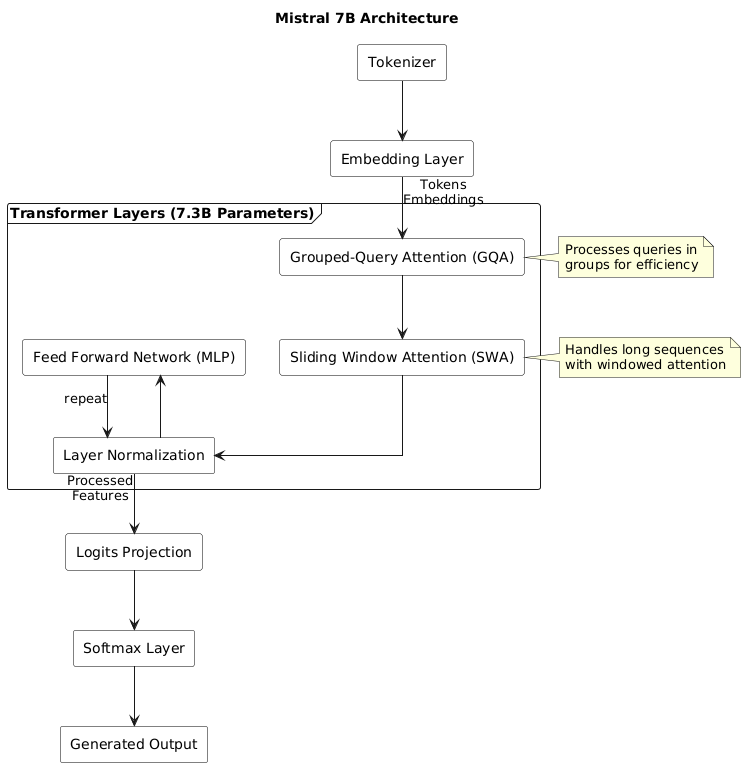 Mistral 7B Architecture
Tokenizer
Embedding Layer
Tokens
Embeddings
Transformer Layers (7.3B Parameters)
Grouped-Query Attention (GQA)
Processes queries in
groups for efficiency
Feed Forward Network (MLP)
Sliding Window Attention (SWA)
Handles long sequences
with windowed attention
repeat
Layer Normalization
Processed
Features
Logits Projection
Softmax Layer
Generated Output